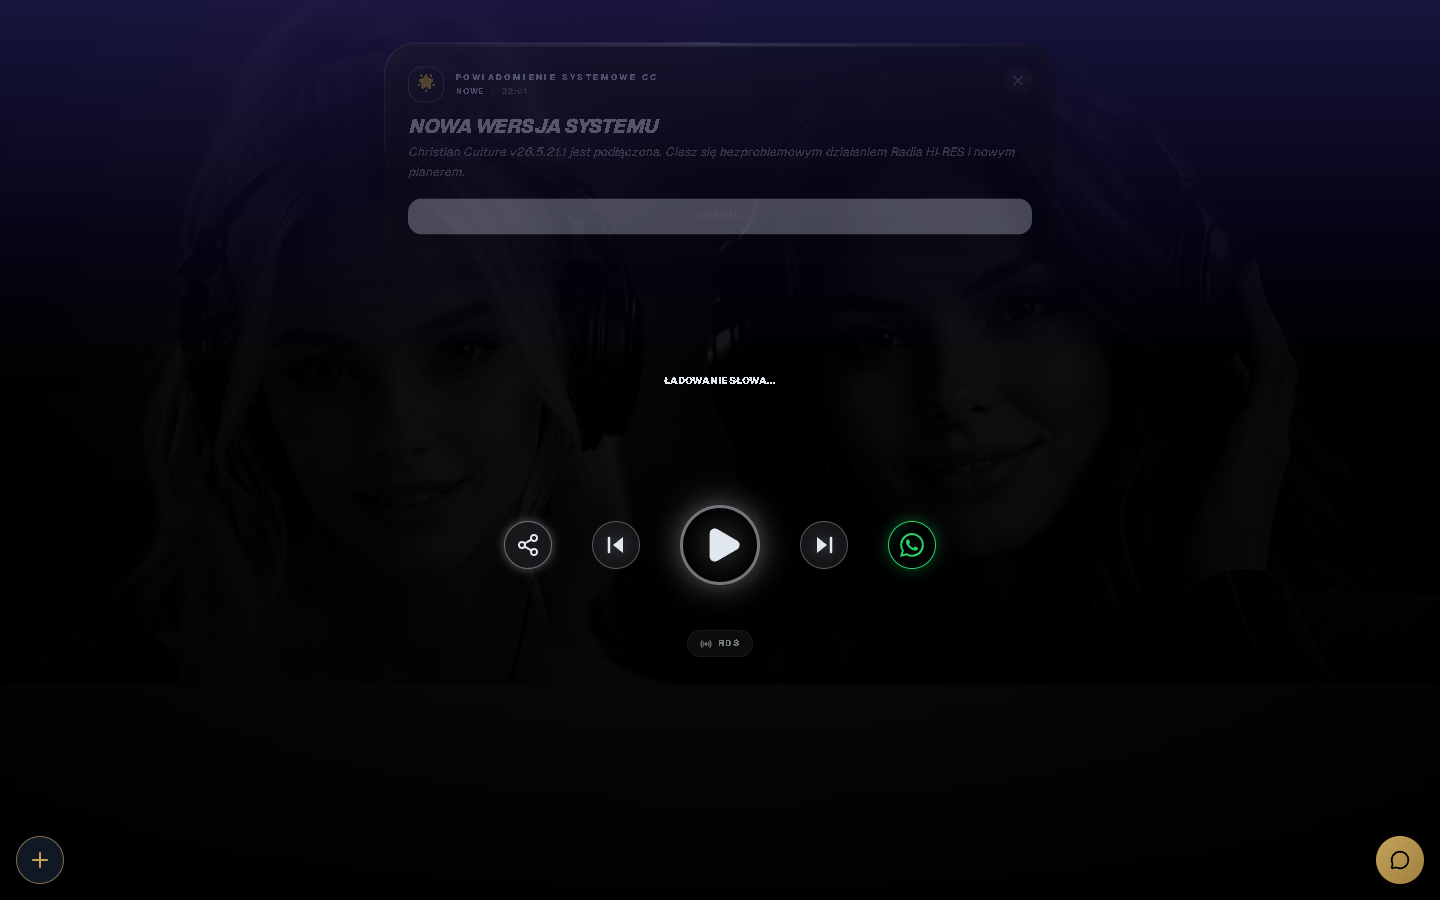 POWIADOMIENIE SYSTEMOWE CC
NOWE · 22:01
NOWA WERSJA SYSTEMU
Christian Culture v26.5.21.1 jest podłączona. Ciesz się bezproblemowym działaniem Radia HI-RES i nowym
planerem.
ZAMKNIJ
ŁADOWANIE SŁOWA...
RDS